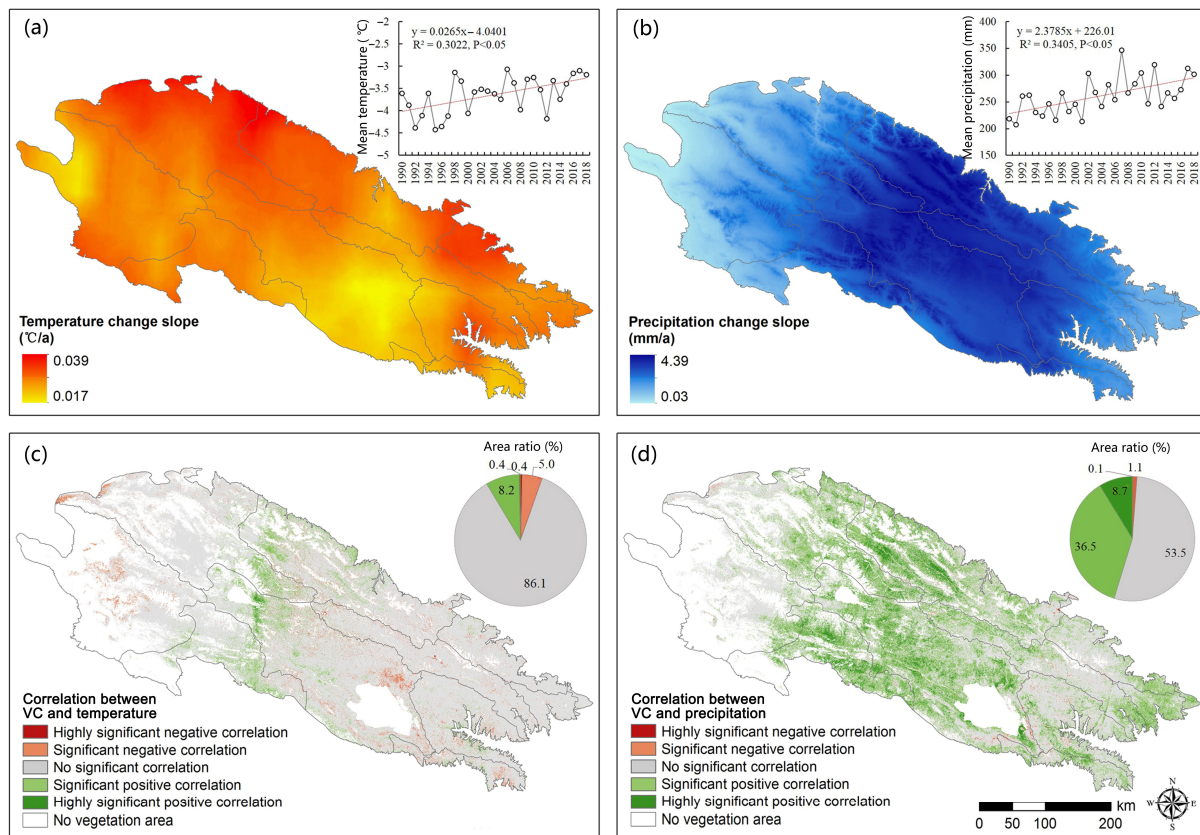 (a)
Mean temperature (℃)
−2
−2.5
−3
−3.5
−4
−4.5
−5
y = 0.0265x− 4.0401
R² = 0.3022, P<0.05
1990
1992
1994
1996
1998
2000
2002
2004
2006
2008
2010
2012
2014
2016
2018
Temperature change slope
(℃/a)
0.039
0.017
(b)
Mean precipitation (mm)
400
350
300
250
200
150
y = 2.3785x + 226.01
R² = 0.3405, P<0.05
1990
1992
1994
1996
1998
2000
2002
2004
2006
2008
2010
2012
2014
2016
2018
Precipitation change slope
(mm/a)
4.39
0.03
(c)
Area ratio (%)
0.4
0.4
5.0
8.2
86.1
Correlation between
VC and temperature
Highly significant negative correlation
Significant negative correlation
No significant correlation
Significant positive correlation
Highly significant positive correlation
No vegetation area
(d)
Area ratio (%)
0.1
1.1
8.7
36.5
53.5
Correlation between
VC and precipitation
Highly significant negative correlation
Significant negative correlation
No significant correlation
Significant positive correlation
Highly significant positive correlation
No vegetation area
km
0 50 100 200
N
W E
S